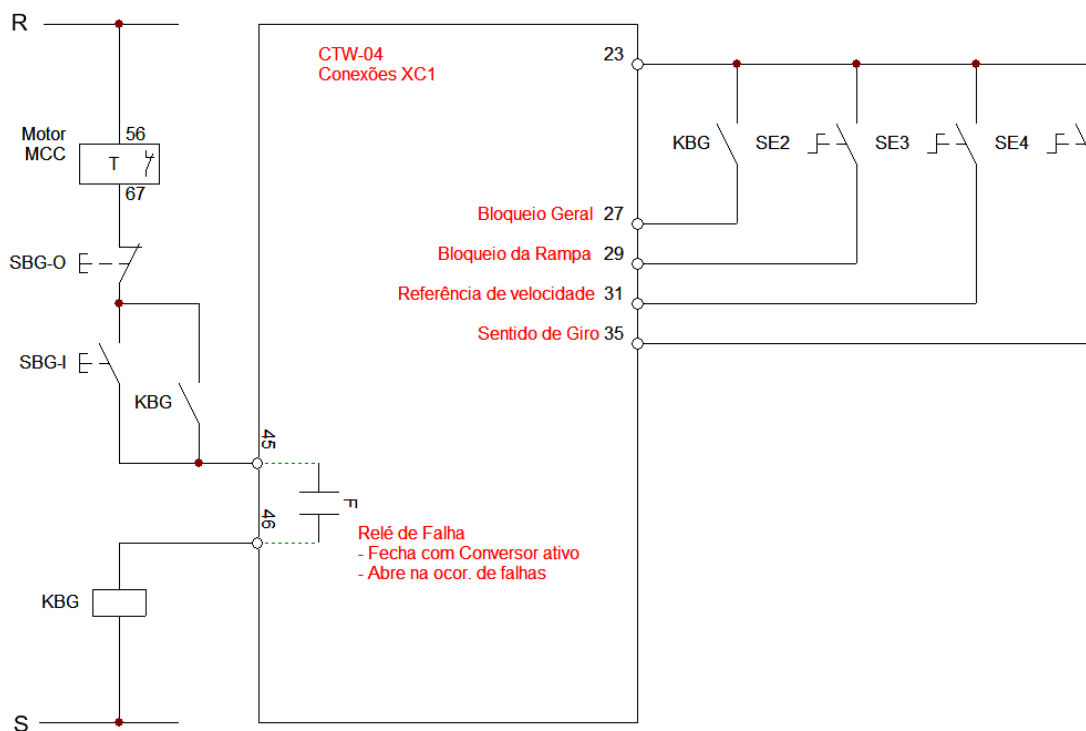 R
CTW-04
Conexões XC1
23
Motor
MCC
56
T
67
KBG
SE2
SE3
SE4
Bloqueio Geral 27
SBG-O
Bloqueio da Rampa 29
Referência de velocidade 31
Sentido de Giro 35
SBG-I
KBG
45
F
46
Relé de Falha
- Fecha com Conversor ativo
- Abre na ocor. de falhas
KBG
S